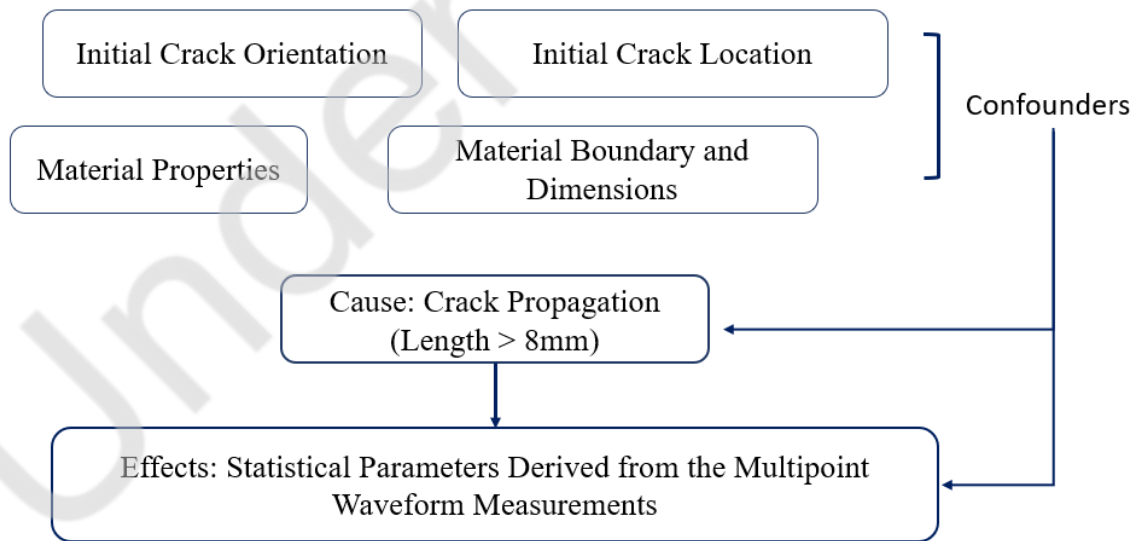 Initial Crack Orientation
Initial Crack Location
Confounders
Material Properties
Material Boundary and
Dimensions
Cause: Crack Propagation
(Length > 8mm)
Effects: Statistical Parameters Derived from the Multipoint
Waveform Measurements
Under